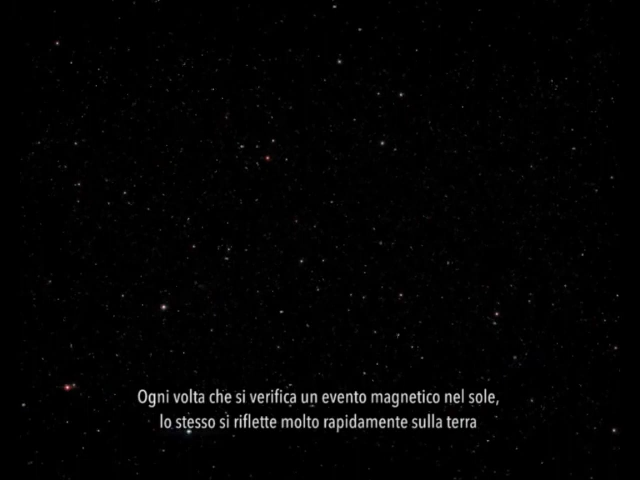 Ogni volta che si verifica un evento magnetico nel sole,
lo stesso si riflette molto rapidamente sulla terra